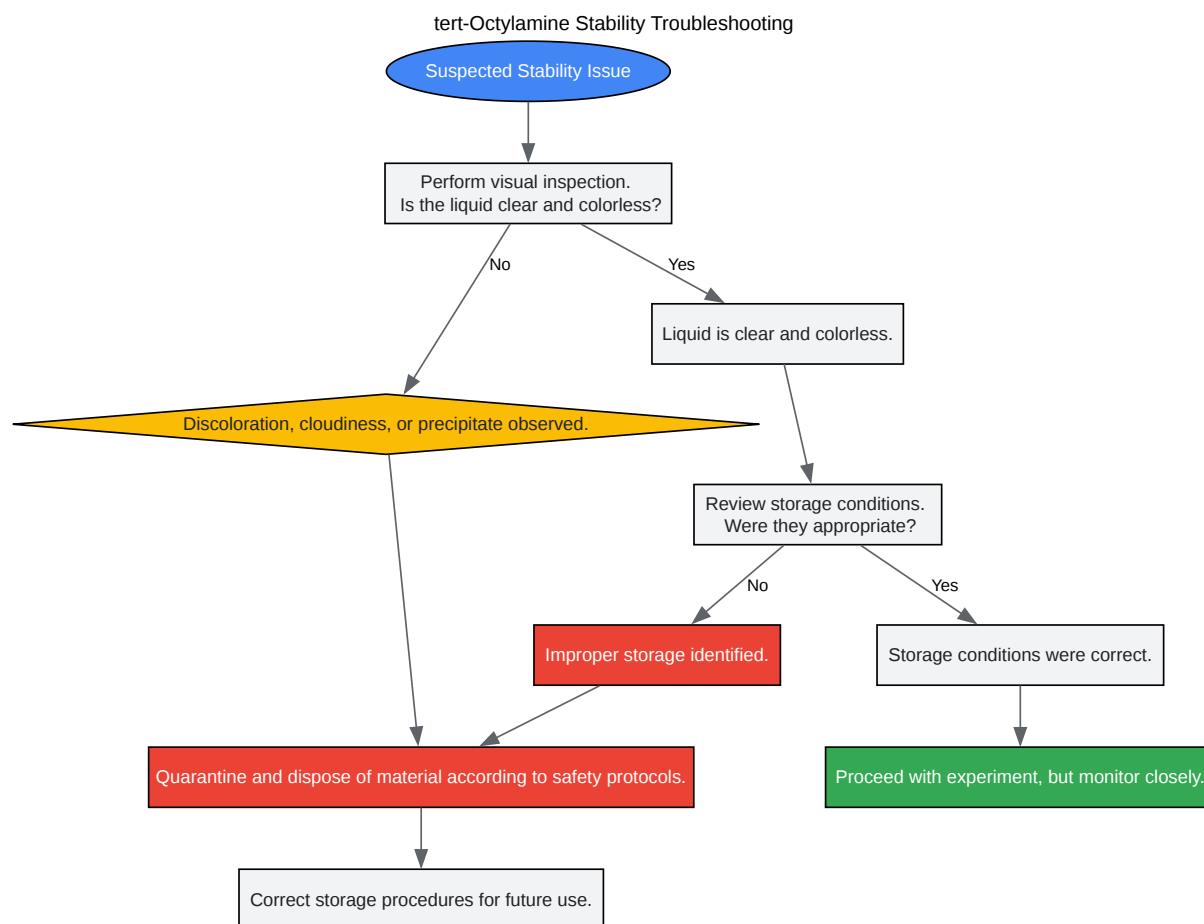 tert-Octylamine Stability Troubleshooting
Suspected Stability Issue
Perform visual inspection.
Is the liquid clear and colorless?
No
Yes
Liquid is clear and colorless.
Discoloration, cloudiness, or precipitate observed.
Review storage conditions.
Were they appropriate?
No
Yes
Improper storage identified.
Storage conditions were correct.
Quarantine and dispose of material according to safety protocols.
Proceed with experiment, but monitor closely.
Correct storage procedures for future use.